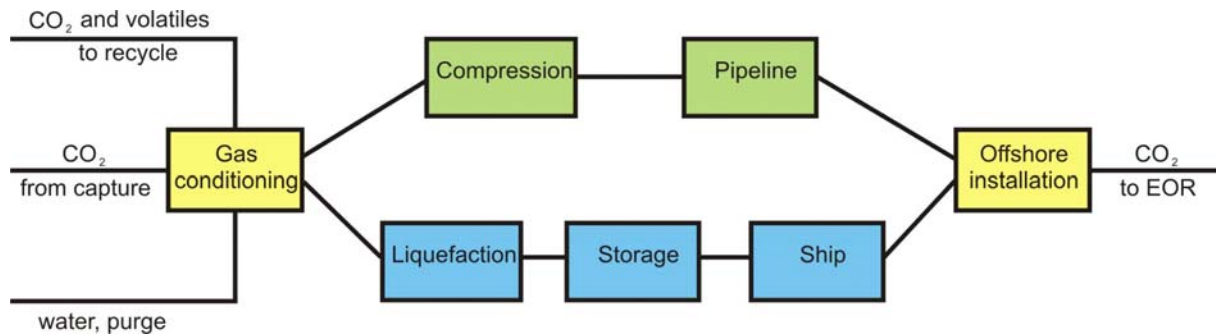 CO₂ and volatiles
to recycle
Compression
Pipeline
CO₂
from capture
Gas
conditioning
Offshore
installation
CO₂
to EOR
Liquefaction
Storage
Ship
water, purge